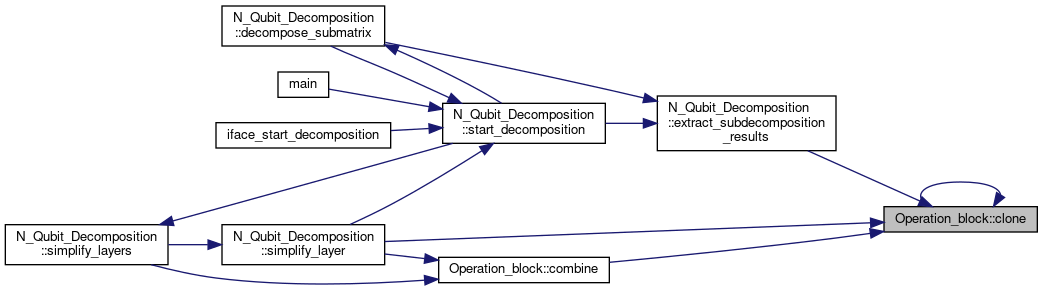 N_Qubit_Decomposition
::decompose_submatrix
main
N_Qubit_Decomposition
::extract_subdecomposition
_results
N_Qubit_Decomposition
::start_decomposition
iface_start_decomposition
Operation_block::clone
N_Qubit_Decomposition
::simplify_layers
N_Qubit_Decomposition
::simplify_layer
Operation_block::combine